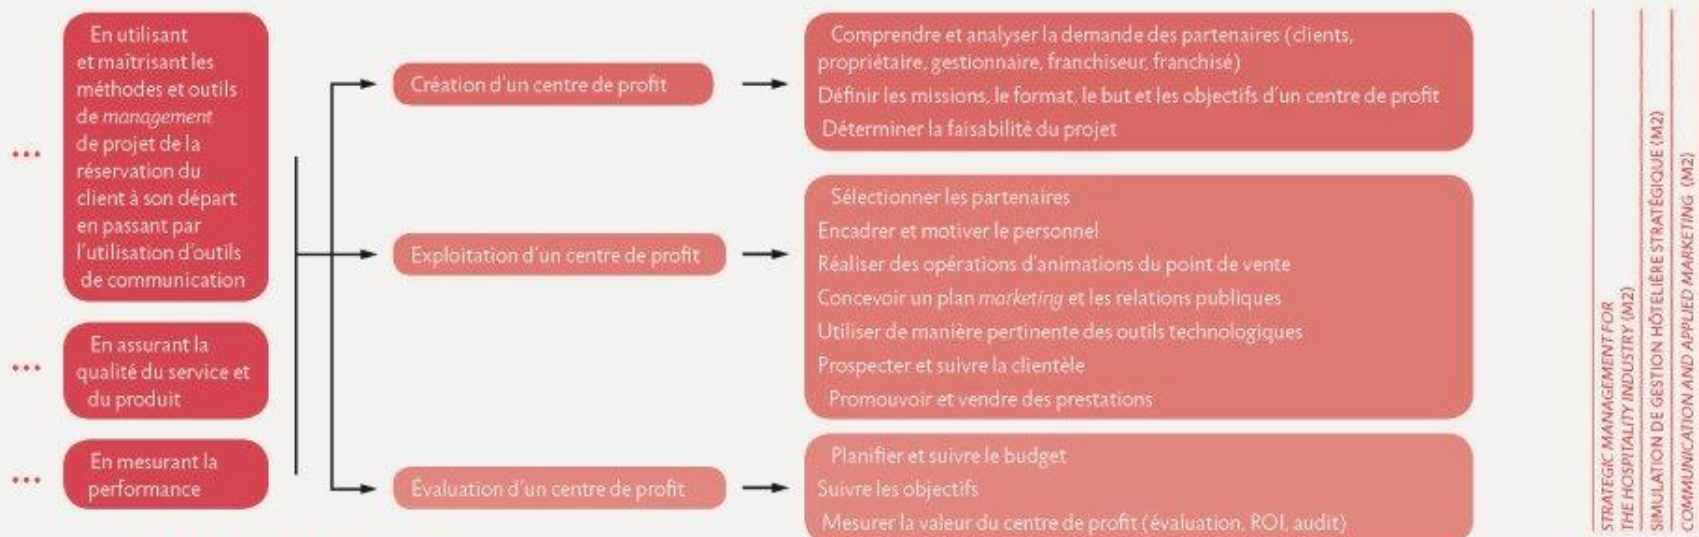 ...
En utilisant
et maîtrisant les
méthodes et outils
de management
de projet de la
réservation du
client à son départ
en passant par
l'utilisation d'outils
de communication
...
En assurant la
qualité du service et
du produit
...
En mesurant la
performance
Création d'un centre de profit
Exploitation d'un centre de profit
Évaluation d'un centre de profit
Comprendre et analyser la demande des partenaires (clients,
propriétaire, gestionnaire, franchiseur, franchisé)
Définir les missions, le format, le but et les objectifs d'un centre de profit
Déterminer la faisabilité du projet
Sélectionner les partenaires
Encadrer et motiver le personnel
Réaliser des opérations d'animations du point de vente
Concevoir un plan marketing et les relations publiques
Utiliser de manière pertinente des outils technologiques
Prospecter et suivre la clientèle
Promouvoir et vendre des prestations
Planifier et suivre le budget
Suivre les objectifs
Mesurer la valeur du centre de profit (évaluation, ROI, audit)
STRATEGIC MANAGEMENT FOR
THE HOSPITALITY INDUSTRY (M2)
SIMULATION DE GESTION HÔTELIÈRE STRATÉGIQUE (M2)
COMMUNICATION AND APPLIED MARKETING (M2)